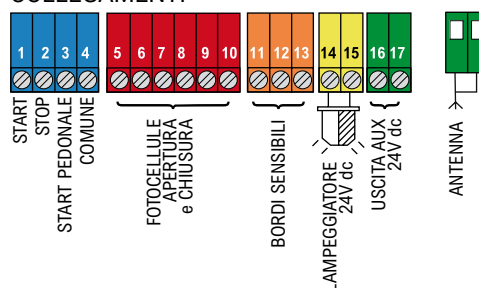 COLLEGAMENTI
1 2 3 4 5 6 7 8 9 10 11 12 13 14 15 16 17
START
STOP
START PEDONALE
COMUNE
FOTOCELLULE
APERTURA
e CHIUSURA
BORDI SENSIBILI
LAMPEGGIATORE
24V dc
USCITA AUX
24V dc
ANTENNA